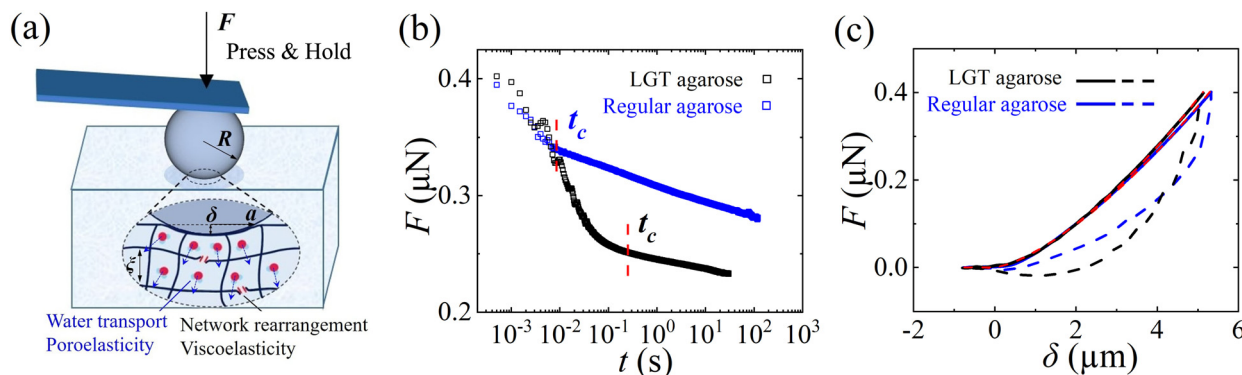 (a)
F
Press & Hold
R
δ
a
ξ
Water transport
Poroelasticity
Network rearrangement
Viscoelasticity
(b)
LGT agarose
Regular agarose
t_c
t_c
F (μN)
0.4
0.3
0.2
10^-3 10^-2 10^-1 10^0 10^1 10^2 10^3
t (s)
(c)
LGT agarose
Regular agarose
F (μN)
0.4
0.2
0.0
-2 0 2 4 6
δ (μm)